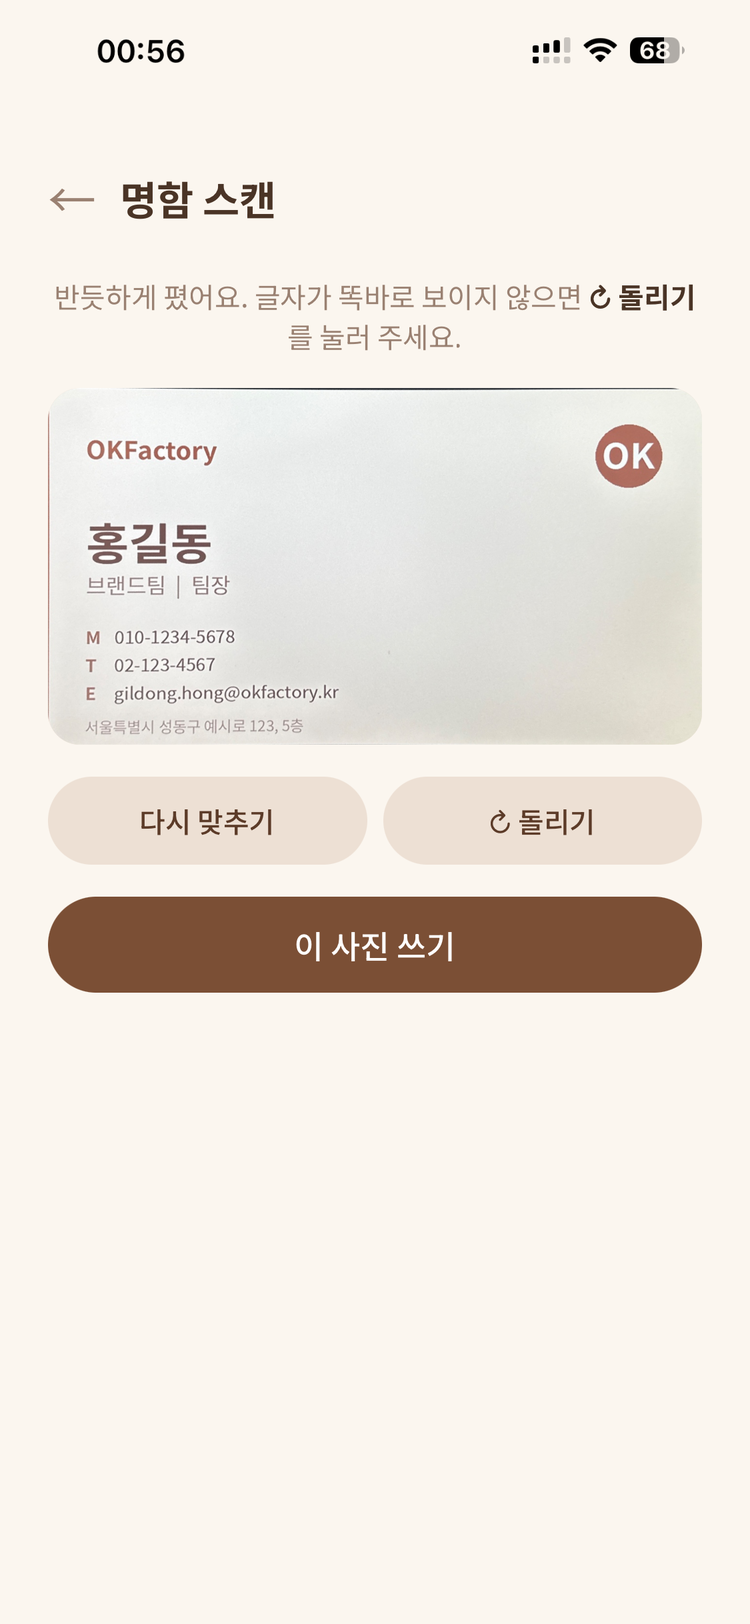 00:56
68
← 명함 스캔
반듯하게 폈어요. 글자가 똑바로 보이지 않으면 ↻ 돌리기
를 눌러 주세요.
OKFactory
OK
홍길동
브랜드팀 | 팀장
M 010-1234-5678
T 02-123-4567
E gildong.hong@okfactory.kr
서울특별시 성동구 예시로 123, 5층
다시 맞추기
↻ 돌리기
이 사진 쓰기